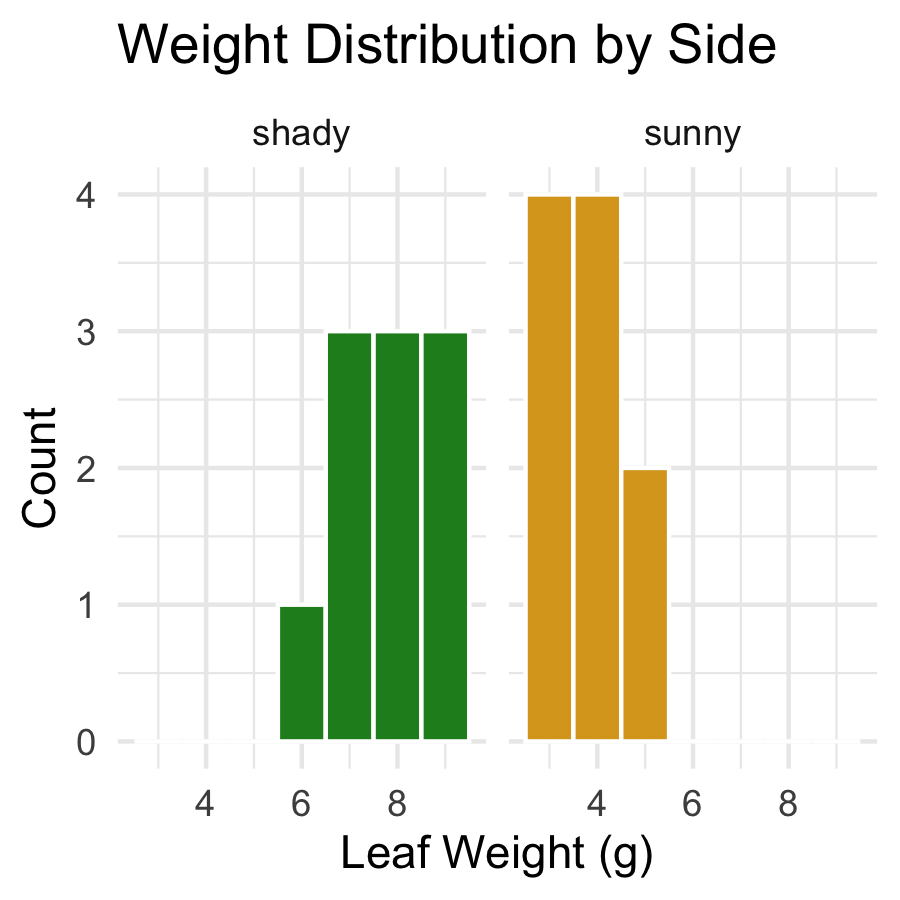 Weight Distribution by Side
shady
sunny
4
3
2
1
0
Count
4 6 8
4 6 8
Leaf Weight (g)